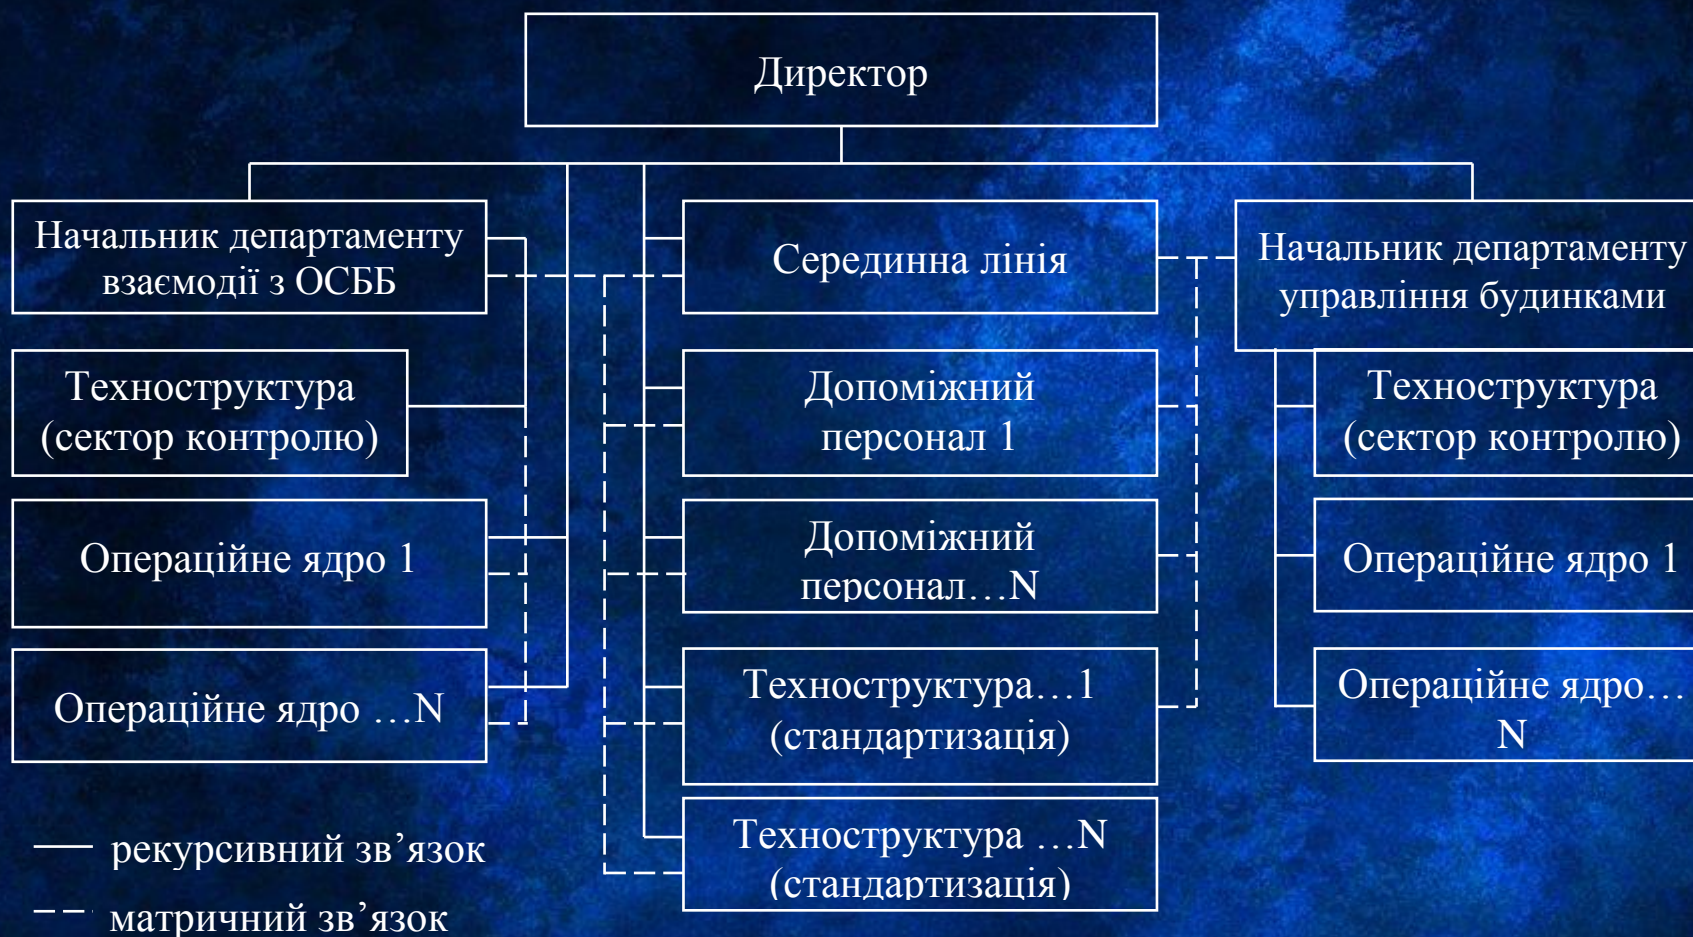 Директор
Начальник департаменту
взаємодії з ОСББ
Серединна лінія
Начальник департаменту
управління будинками
Техноструктура
(сектор контролю)
Допоміжний
персонал 1
Техноструктура
(сектор контролю)
Операційне ядро 1
Допоміжний
персонал…N
Операційне ядро 1
Операційне ядро …N
Техноструктура…1
(стандартизація)
Операційне ядро…
N
Техноструктура …N
(стандартизація)
рекурсивний зв’язок
матричний зв’язок